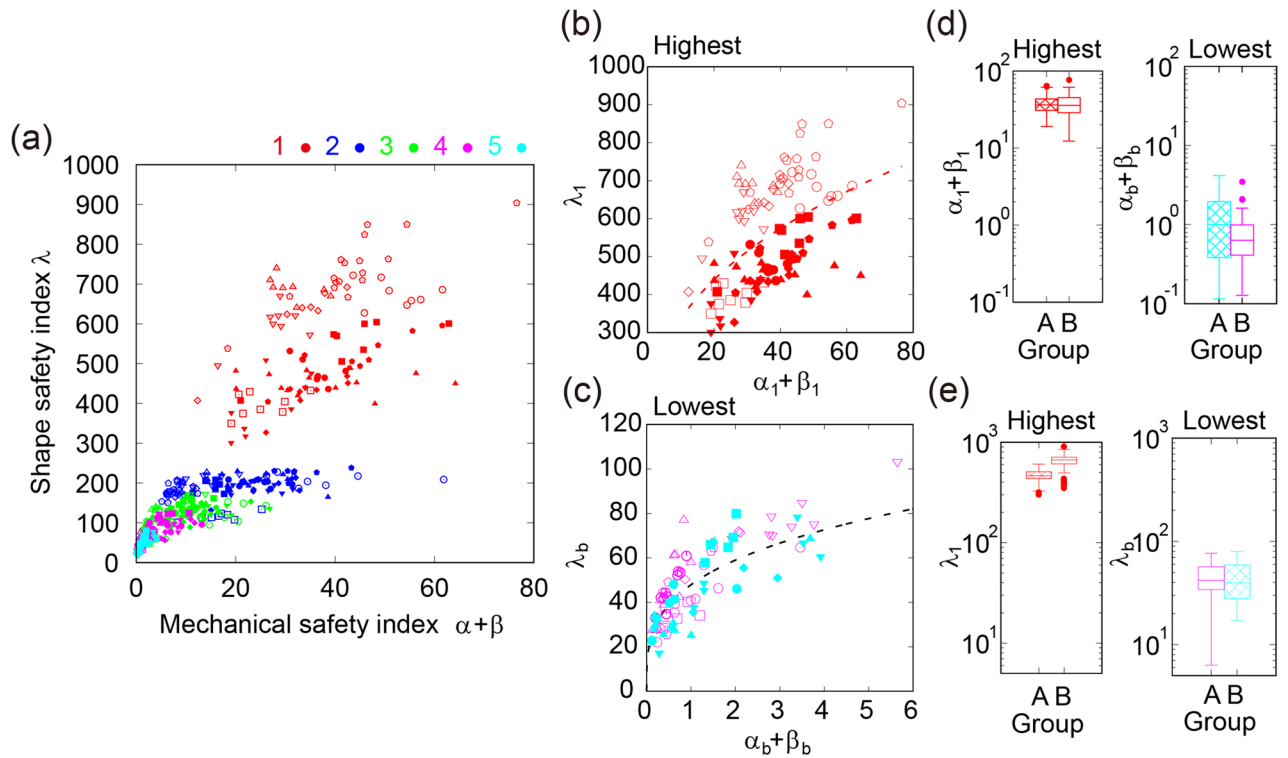 (a)
1 2 3 4 5
1000
900
800
700
600
500
400
300
200
100
0
0 20 40 60 80
Shape safety index λ
Mechanical safety index α+β
(b)
Highest
1000
900
800
700
600
500
400
300
0 20 40 60 80
λ₁
α₁+β₁
(c)
Lowest
120
100
80
60
40
20
0
0 1 2 3 4 5 6
λb
αb+βb
(d)
Highest
10²
10¹
10⁰
10⁻¹
α₁+β₁
A B
Group
Lowest
10²
10¹
10⁰
10⁻¹
αb+βb
A B
Group
(e)
Highest
10³
10²
10¹
λ₁
A B
Group
Lowest
10³
10²
10¹
λb
A B
Group